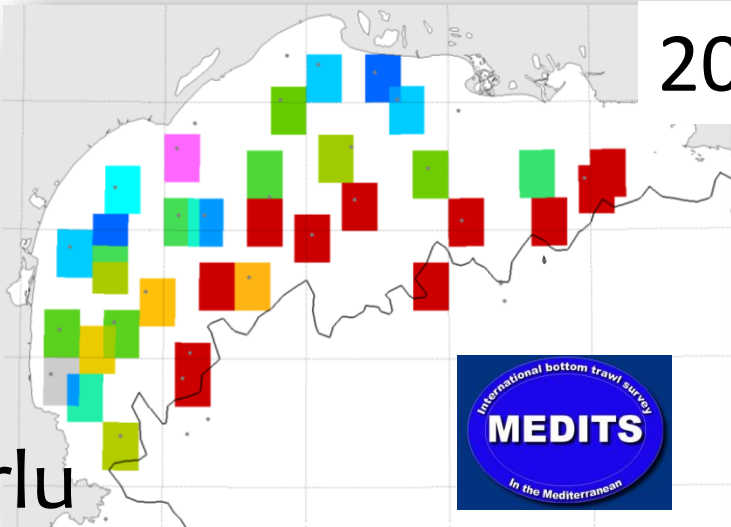 20
rlu
International bottom trawl survey
MEDITS
In the Mediterranean